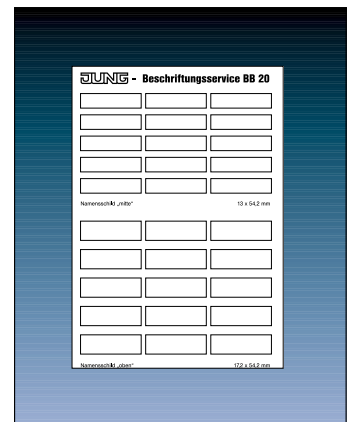 JUNG - Beschriftungsservice BB 20
Namensschild „mitte“ 13 x 54,2 mm
Namensschild „oben“ 17,2 x 54,2 mm